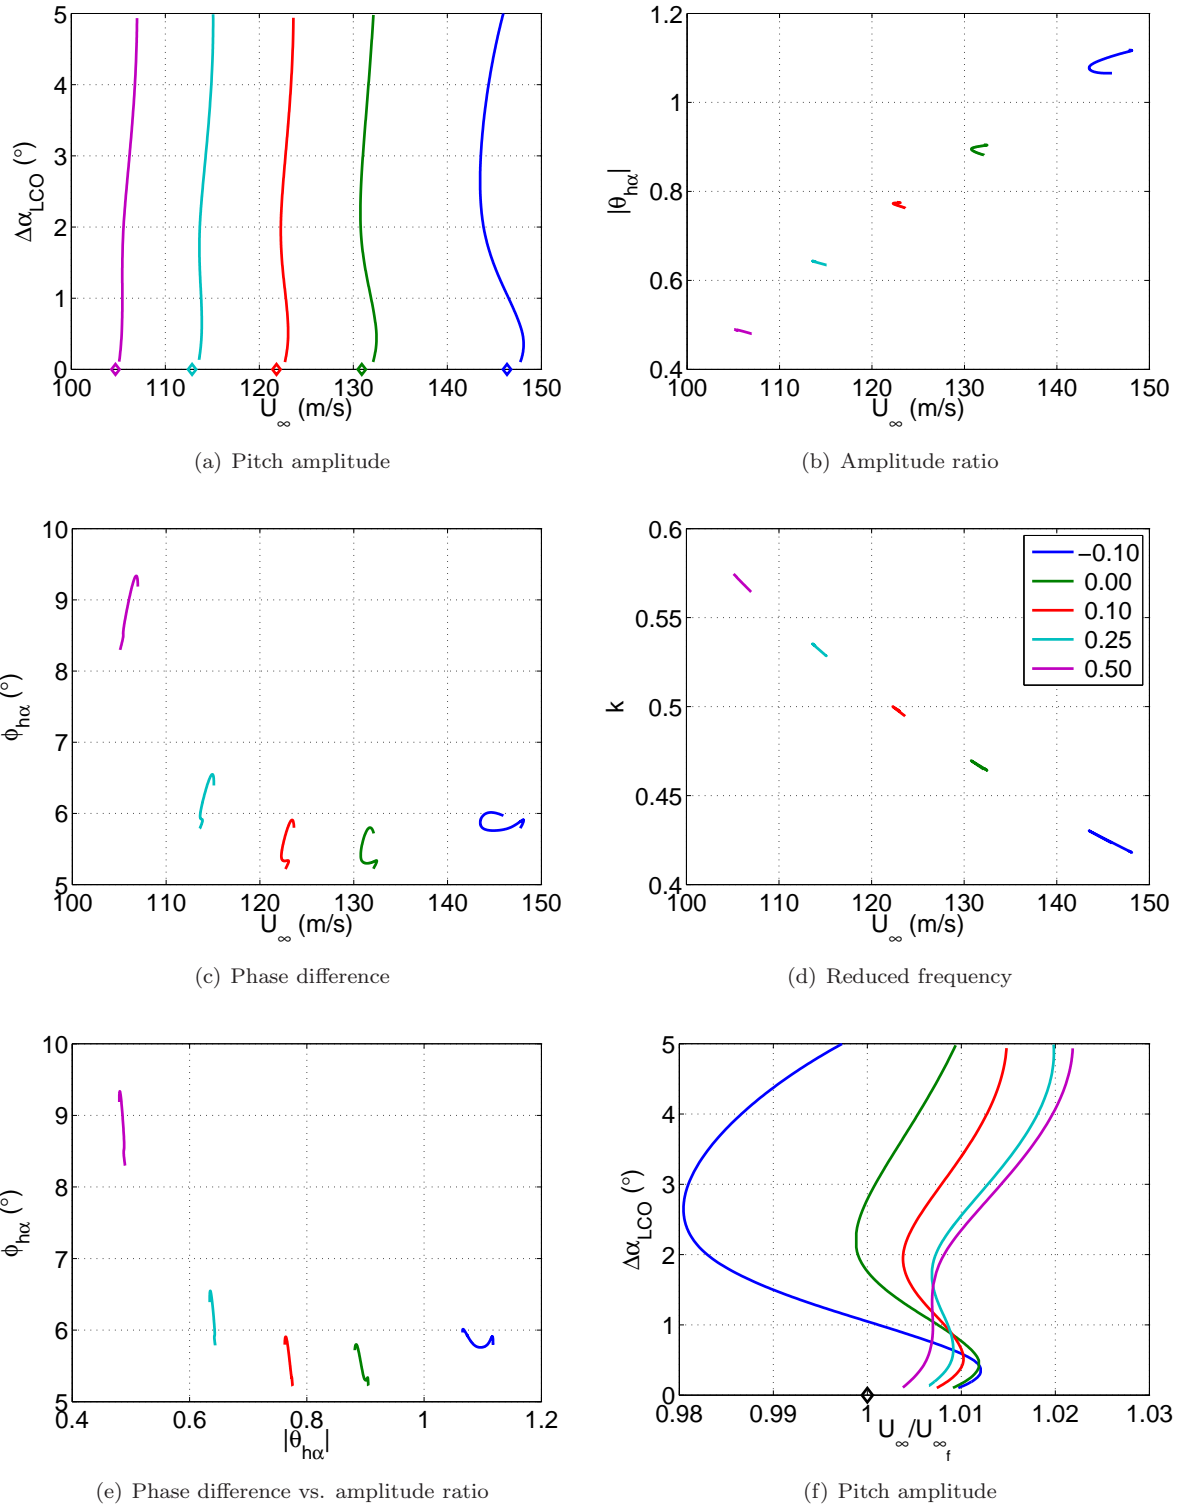 5
4
3
2
1
0
Δα_LCO (°)
100 110 120 130 140 150
U_∞ (m/s)
(a) Pitch amplitude
1.2
1
0.8
0.6
0.4
|θ_hα|
100 110 120 130 140 150
U_∞ (m/s)
(b) Amplitude ratio
10
9
8
7
6
5
ϕ_hα (°)
100 110 120 130 140 150
U_∞ (m/s)
(c) Phase difference
0.6
0.55
0.5
0.45
0.4
k
−0.10
0.00
0.10
0.25
0.50
100 110 120 130 140 150
U_∞ (m/s)
(d) Reduced frequency
10
9
8
7
6
5
ϕ_hα (°)
0.4 0.6 0.8 1 1.2
|θ_hα|
(e) Phase difference vs. amplitude ratio
5
4
3
2
1
0
Δα_LCO (°)
0.98 0.99 1 1.01 1.02 1.03
U_∞/U_∞_f
(f) Pitch amplitude